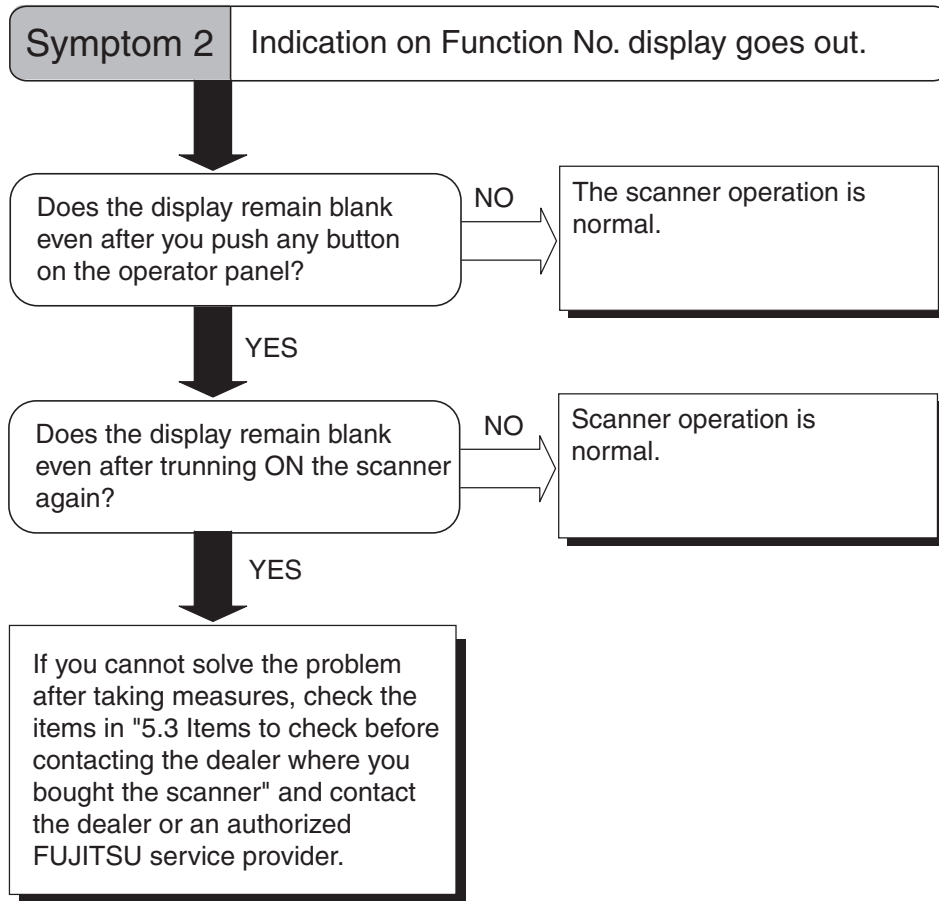 Symptom 2
Indication on Function No. display goes out.
Does the display remain blank
even after you push any button
on the operator panel?
NO
The scanner operation is
normal.
YES
Does the display remain blank
even after trunning ON the scanner
again?
NO
Scanner operation is
normal.
YES
If you cannot solve the problem
after taking measures, check the
items in "5.3 Items to check before
contacting the dealer where you
bought the scanner" and contact
the dealer or an authorized
FUJITSU service provider.